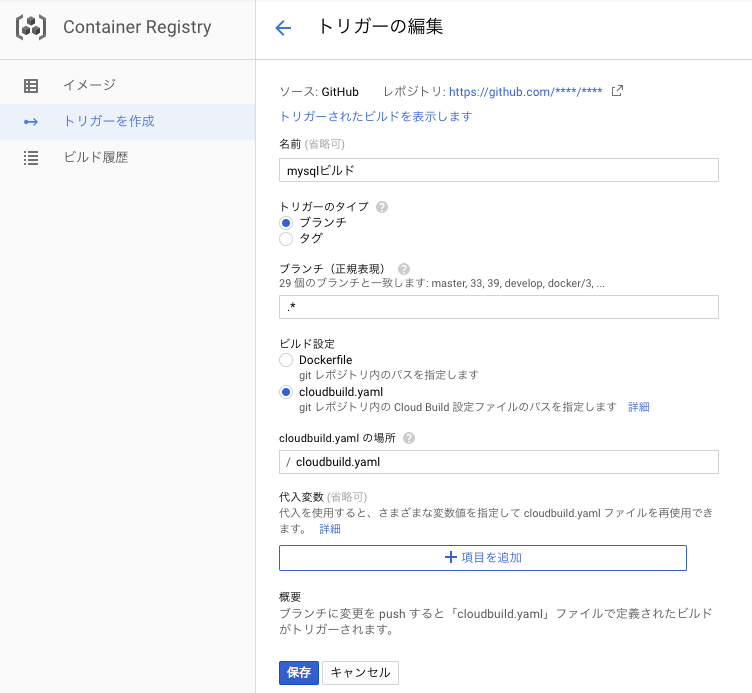 Container Registry
トリガーの編集
イメージ
トリガーを作成
ビルド履歴
ソース: GitHub レポジトリ: https://github.com/****/****
トリガーされたビルドを表示します
名前 (省略可)
mysqlビルド
トリガーのタイプ
ブランチ
タグ
ブランチ（正規表現）
29 個のブランチと一致します: master, 33, 39, develop, docker/3, ...
.*
ビルド設定
Dockerfile
git レポジトリ内のパスを指定します
cloudbuild.yaml
git レポジトリ内の Cloud Build 設定ファイルのパスを指定します 詳細
cloudbuild.yaml の場所
/ cloudbuild.yaml
代入変数 (省略可)
代入を使用すると、さまざまな変数値を指定して cloudbuild.yaml ファイルを再使用でき
ます。 詳細
+ 項目を追加
概要
ブランチに変更を push すると「cloudbuild.yaml」ファイルで定義されたビルド
がトリガーされます。
保存 キャンセル